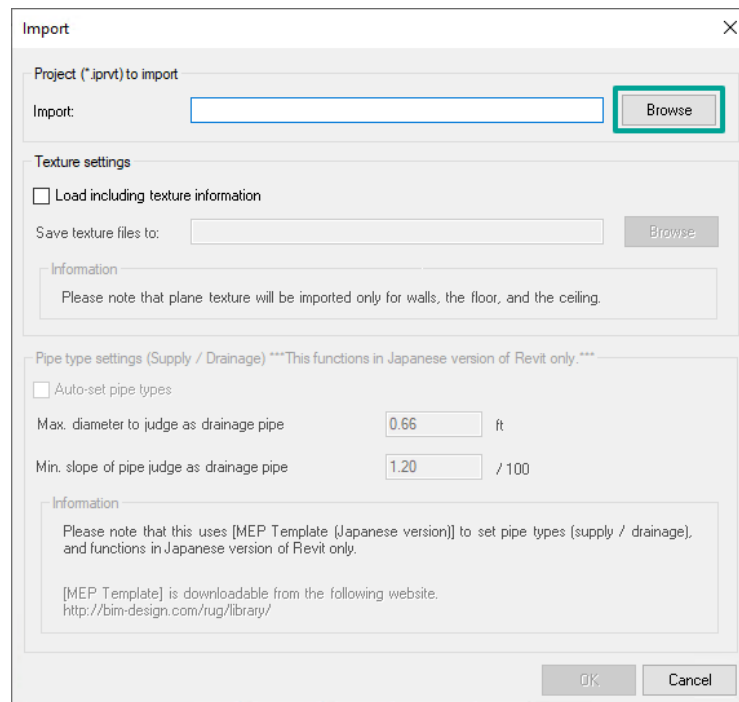 Import
Project (*.iprvt) to import
Import:
Browse
Texture settings
Load including texture information
Save texture files to:
Browse
Information
Please note that plane texture will be imported only for walls, the floor, and the ceiling.
Pipe type settings (Supply / Drainage) ***This functions in Japanese version of Revit only.***
Auto-set pipe types
Max. diameter to judge as drainage pipe
0.66
ft
Min. slope of pipe judge as drainage pipe
1.20
/ 100
Information
Please note that this uses [MEP Template (Japanese version)] to set pipe types (supply / drainage),
and functions in Japanese version of Revit only.
[MEP Template] is downloadable from the following website.
http://bim-design.com/rug/library/
OK
Cancel